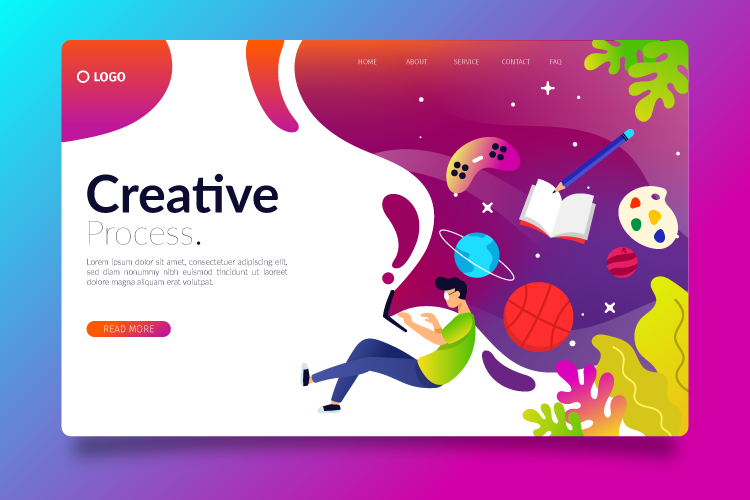 LOGO
HOME ABOUT SERVICE CONTACT FAQ
Creative
Process.
Lorem ipsum dolor sit amet, consectetuer adipiscing elit,
sed diam nonummy nibh euismod tincidunt ut laoreet
dolore magna aliquam erat volutpat.
READ MORE